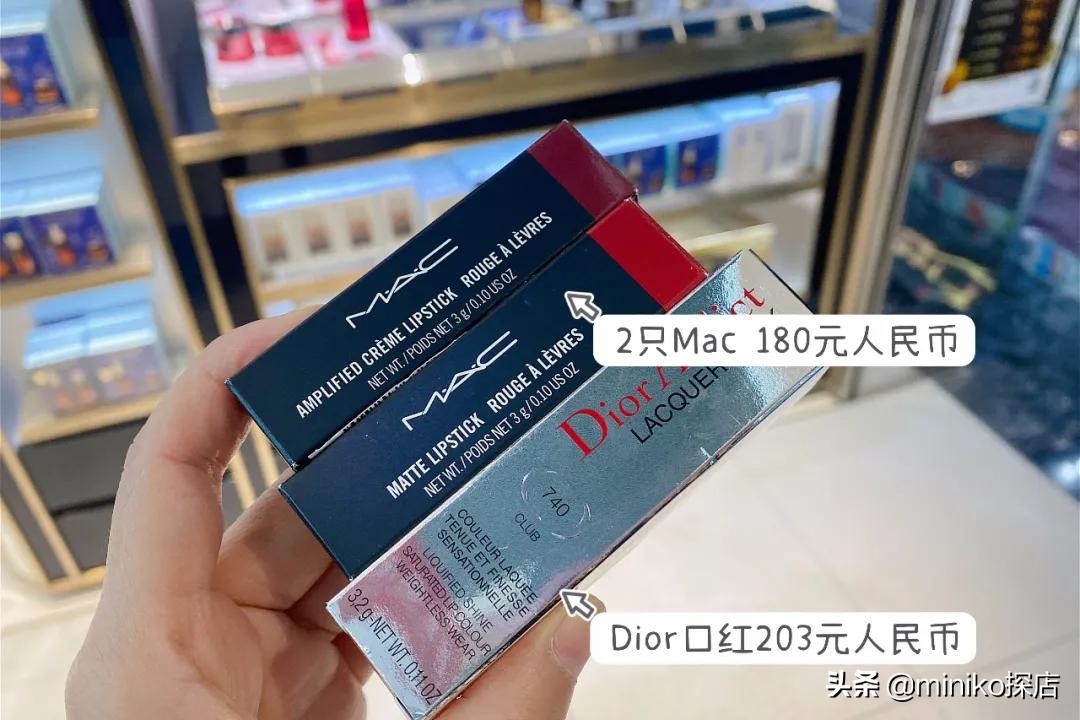 MAC
AMPLIFIED CRÈME LIPSTICK ROUGE À LÈVRES
NET WT. / POIDS NET 3 g / 0.10 US OZ
MAC
MATTE LIPSTICK ROUGE À LÈVRES
NET WT. / POIDS NET 3 g / 0.10 US OZ
2只Mac 180元人民币
Dior
LACQUER
740
CLUB
COULEUR LAQUÉE
TENUE ET FINESSE
SENSATIONNELLE
LIQUIFIED SHINE
SATURATED LIP COLOUR
WEIGHTLESS WEAR
3,2 g - NET WT. 0.11 OZ
Dior口红203元人民币
头条 @miniko探店